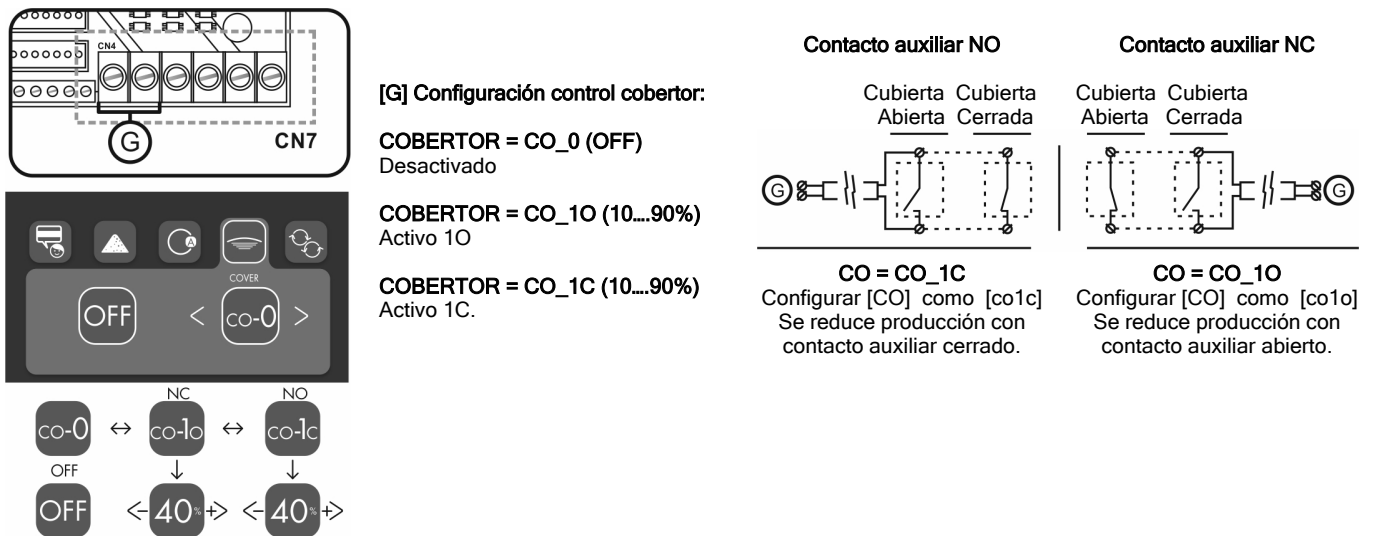 CN4
G
CN7
[G] Configuración control cobertor:
COBERTOR = CO_0 (OFF)
Desactivado
COBERTOR = CO_1O (10....90%)
Activo 1O
COBERTOR = CO_1C (10....90%)
Activo 1C.
Contacto auxiliar NO
Cubierta Cubierta
Abierta Cerrada
G
CO = CO_1C
Configurar [CO] como [co1c]
Se reduce producción con
contacto auxiliar cerrado.
Contacto auxiliar NC
Cubierta Cubierta
Abierta Cerrada
G
CO = CO_1O
Configurar [CO] como [co1o]
Se reduce producción con
contacto auxiliar abierto.
A
COVER
OFF < co-0 >
NC NO
co-0 ↔ co-1o ↔ co-1c
OFF ↓ ↓
OFF <-40%+> <-40%+>